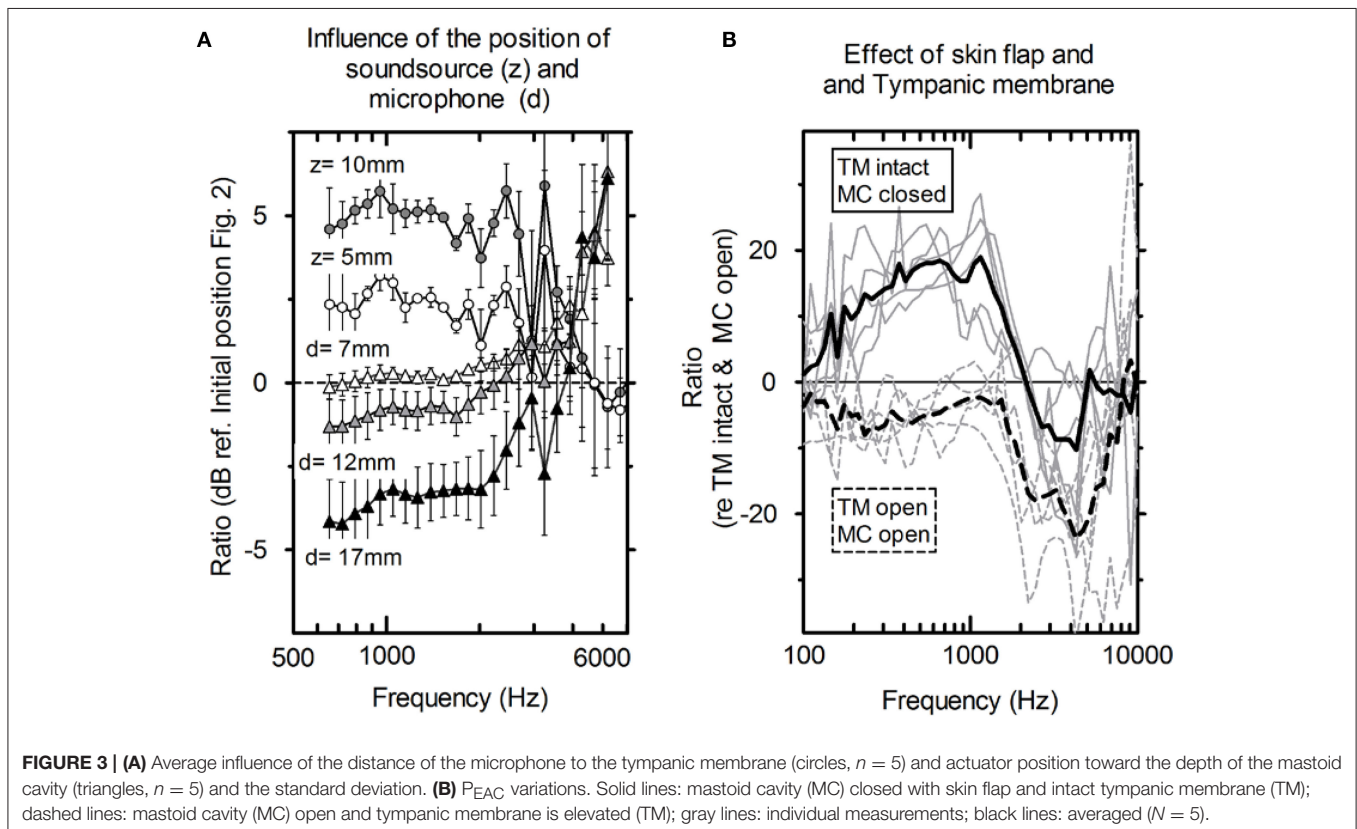 A
Influence of the position of
soundsource (z) and
microphone (d)
Ratio (dB ref. Initial position Fig. 2)
5
0
-5
z= 10mm
z= 5mm
d= 7mm
d= 12mm
d= 17mm
500
1000
6000
Frequency (Hz)
B
Effect of skin flap and
and Tympanic membrane
Ratio
(re TM intact & MC open)
20
0
-20
TM intact
MC closed
TM open
MC open
100
1000
10000
Frequency (Hz)
FIGURE 3 | (A) Average influence of the distance of the microphone to the tympanic membrane (circles, n = 5) and actuator position toward the depth of the mastoid
cavity (triangles, n = 5) and the standard deviation. (B) PEAC variations. Solid lines: mastoid cavity (MC) closed with skin flap and intact tympanic membrane (TM);
dashed lines: mastoid cavity (MC) open and tympanic membrane is elevated (TM); gray lines: individual measurements; black lines: averaged (N = 5).